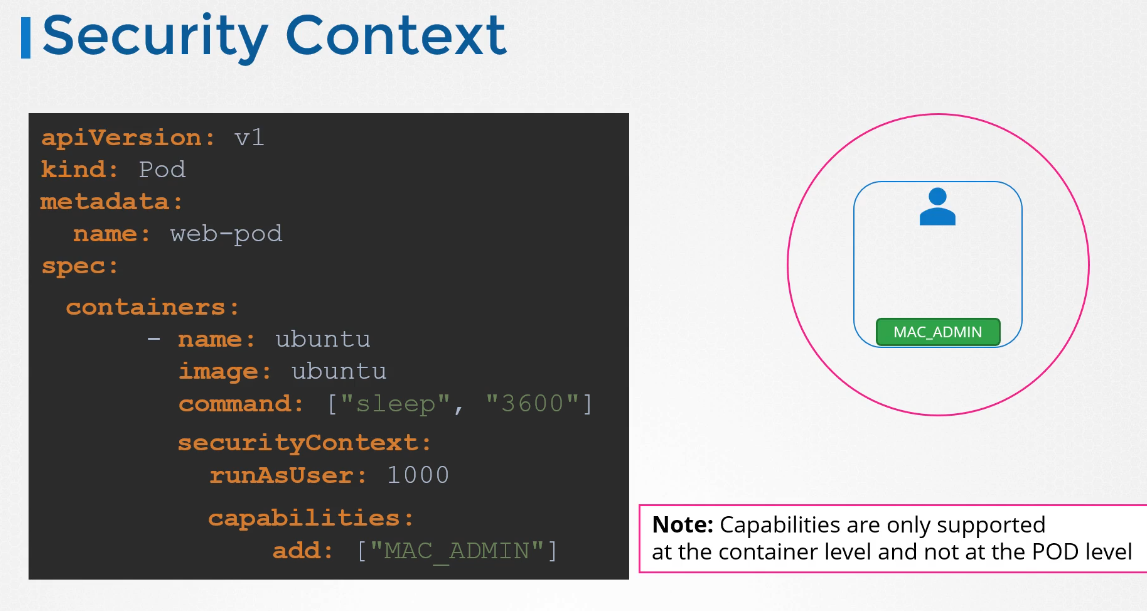 Security Context
apiVersion: v1
kind: Pod
metadata:
  name: web-pod
spec:
  containers:
      - name: ubuntu
        image: ubuntu
        command: ["sleep", "3600"]
        securityContext:
          runAsUser: 1000
          capabilities:
              add: ["MAC_ADMIN"]
MAC_ADMIN
Note: Capabilities are only supported
at the container level and not at the POD level